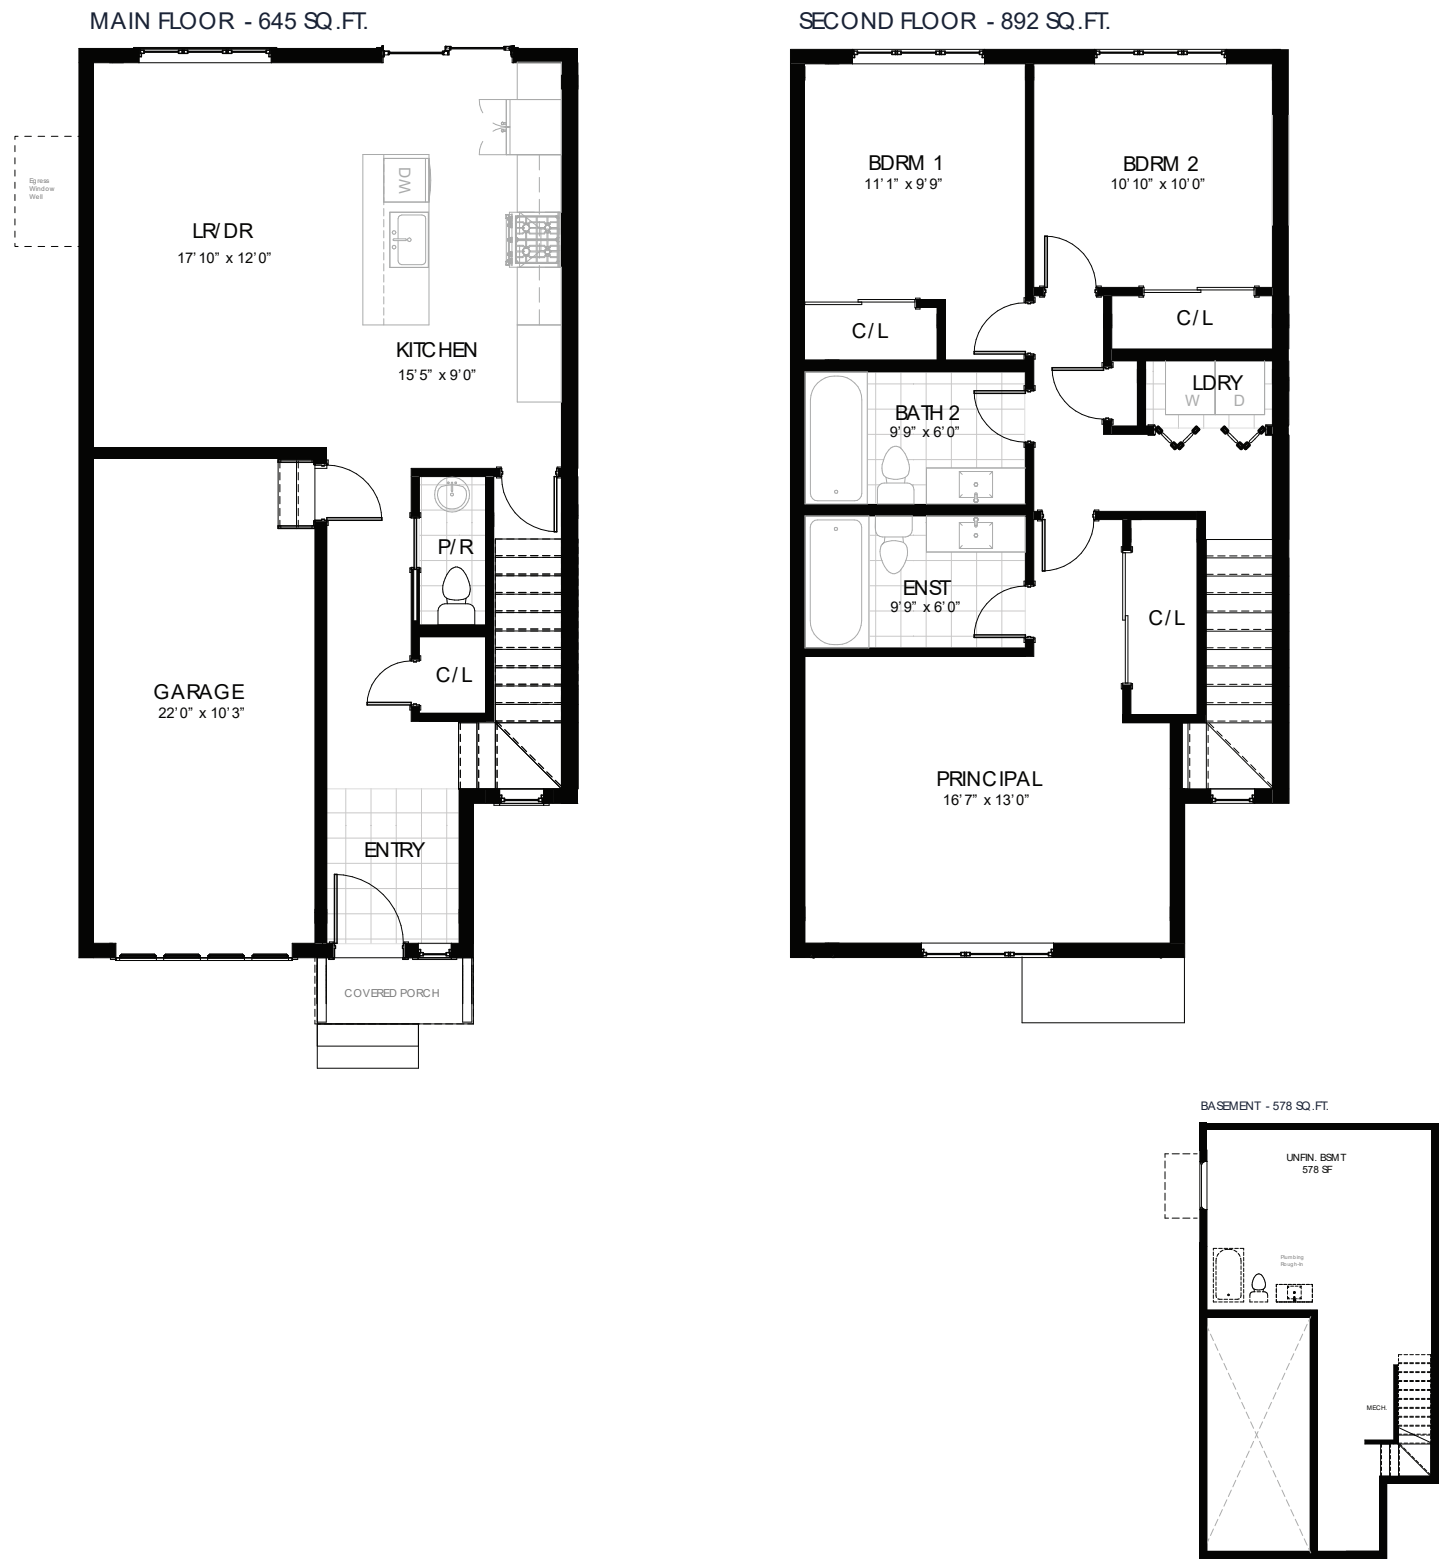 MAIN FLOOR - 645 SQ.FT.
Egress
Window
Well
LR/DR
17'10" x 12'0"
DW
KITCHEN
15'5" x 9'0"
P/R
C/L
GARAGE
22'0" x 10'3"
ENTRY
COVERED PORCH
SECOND FLOOR - 892 SQ.FT.
BDRM 1
11'1" x 9'9"
BDRM 2
10'10" x 10'0"
C/L
C/L
LDRY
W D
BATH 2
9'9" x 6'0"
ENST
9'9" x 6'0"
C/L
PRINCIPAL
16'7" x 13'0"
BASEMENT - 578 SQ.FT.
UNFIN. BSMT
578 SF
Plumbing
Rough-In
MECH.